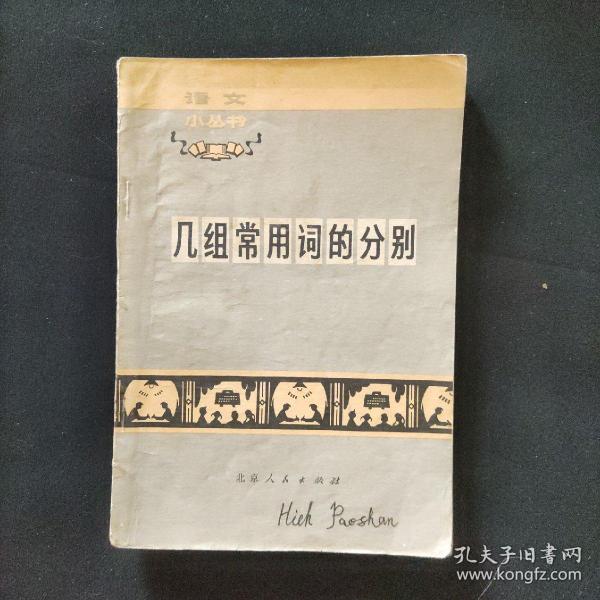 语文
小丛书
几组常用词的分别
北京人民出版社
Hieh Paoshan
孔夫子旧书网
www.kongfz.com